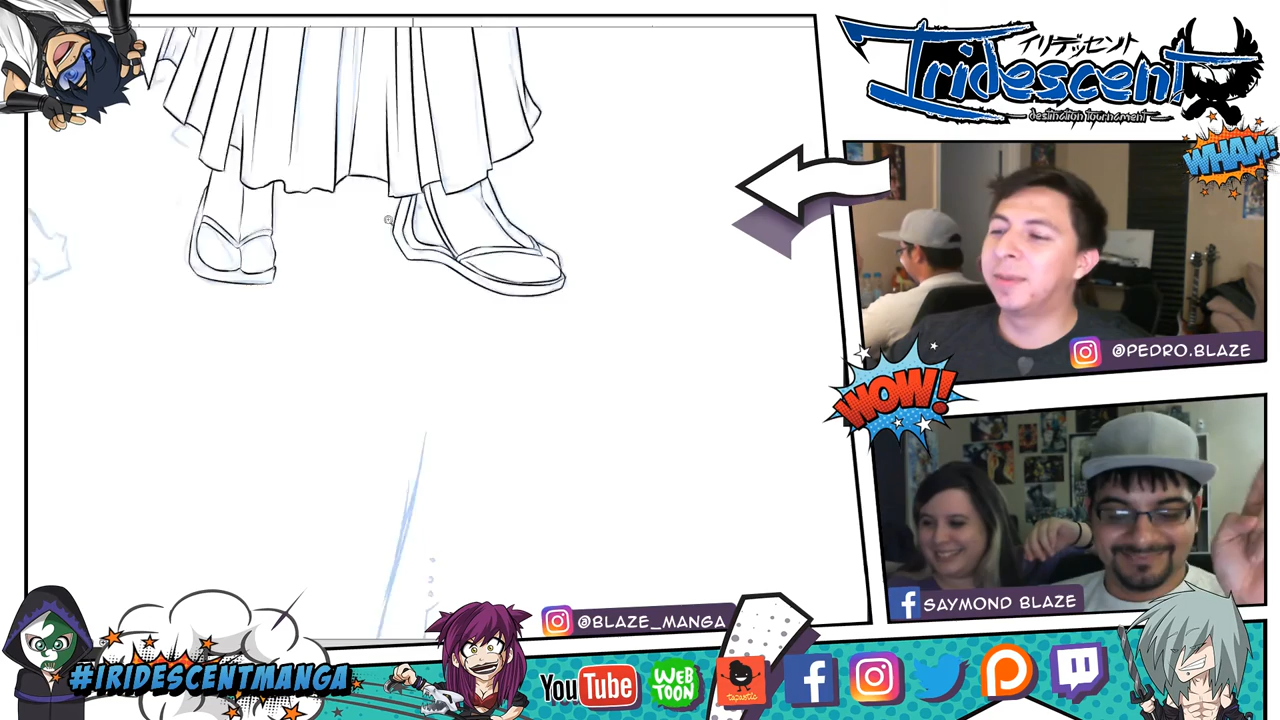 イリデッセント
Iridescent
destination tournament
WHAM!
@PEDRO.BLAZE
WOW!
SAYMOND BLAZE
@BLAZE_MANGA
#IRIDESCENTMANGA
YouTube
WEB
TOON
tapastic